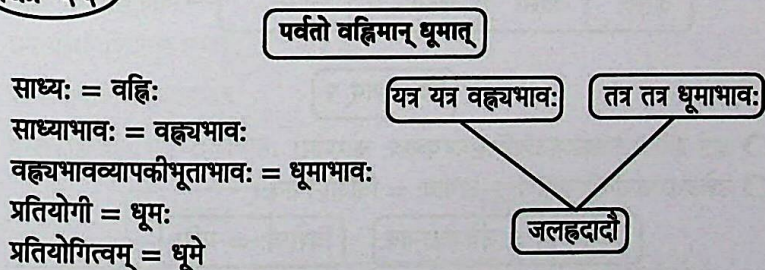 पर्वतो वह्निमान् धूमात्
साध्य: = वह्नि:
यत्र यत्र वह्न्यभाव:
तत्र तत्र धूमाभाव:
साध्याभाव: = वह्न्यभाव:
वह्न्यभावव्यापकीभूताभाव: = धूमाभाव:
प्रतियोगी = धूम:
जलह्रदादौ
प्रतियोगित्वम् = धूमे